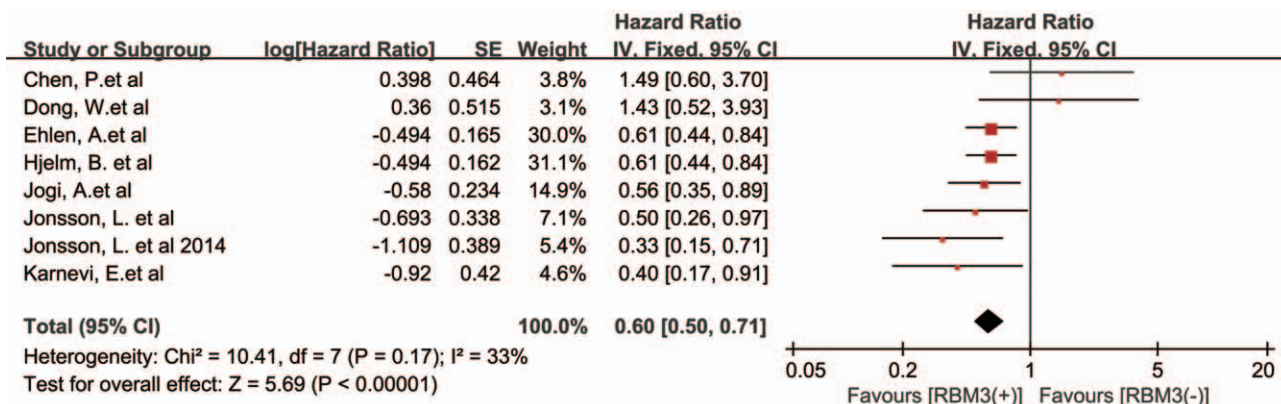 Hazard Ratio Hazard Ratio
Study or Subgroup log[Hazard Ratio] SE Weight IV. Fixed. 95% CI IV. Fixed. 95% CI
Chen, P.et al 0.398 0.464 3.8% 1.49 [0.60, 3.70]
Dong, W.et al 0.36 0.515 3.1% 1.43 [0.52, 3.93]
Ehlen, A.et al -0.494 0.165 30.0% 0.61 [0.44, 0.84]
Hjelm, B. et al -0.494 0.162 31.1% 0.61 [0.44, 0.84]
Jogi, A.et al -0.58 0.234 14.9% 0.56 [0.35, 0.89]
Jonsson, L. et al -0.693 0.338 7.1% 0.50 [0.26, 0.97]
Jonsson, L. et al 2014 -1.109 0.389 5.4% 0.33 [0.15, 0.71]
Karnevi, E.et al -0.92 0.42 4.6% 0.40 [0.17, 0.91]
Total (95% CI) 100.0% 0.60 [0.50, 0.71]
Heterogeneity: Chi² = 10.41, df = 7 (P = 0.17); I² = 33%
Test for overall effect: Z = 5.69 (P < 0.00001)
0.05 0.2 1 5 20
Favours [RBM3(+)] Favours [RBM3(-)]